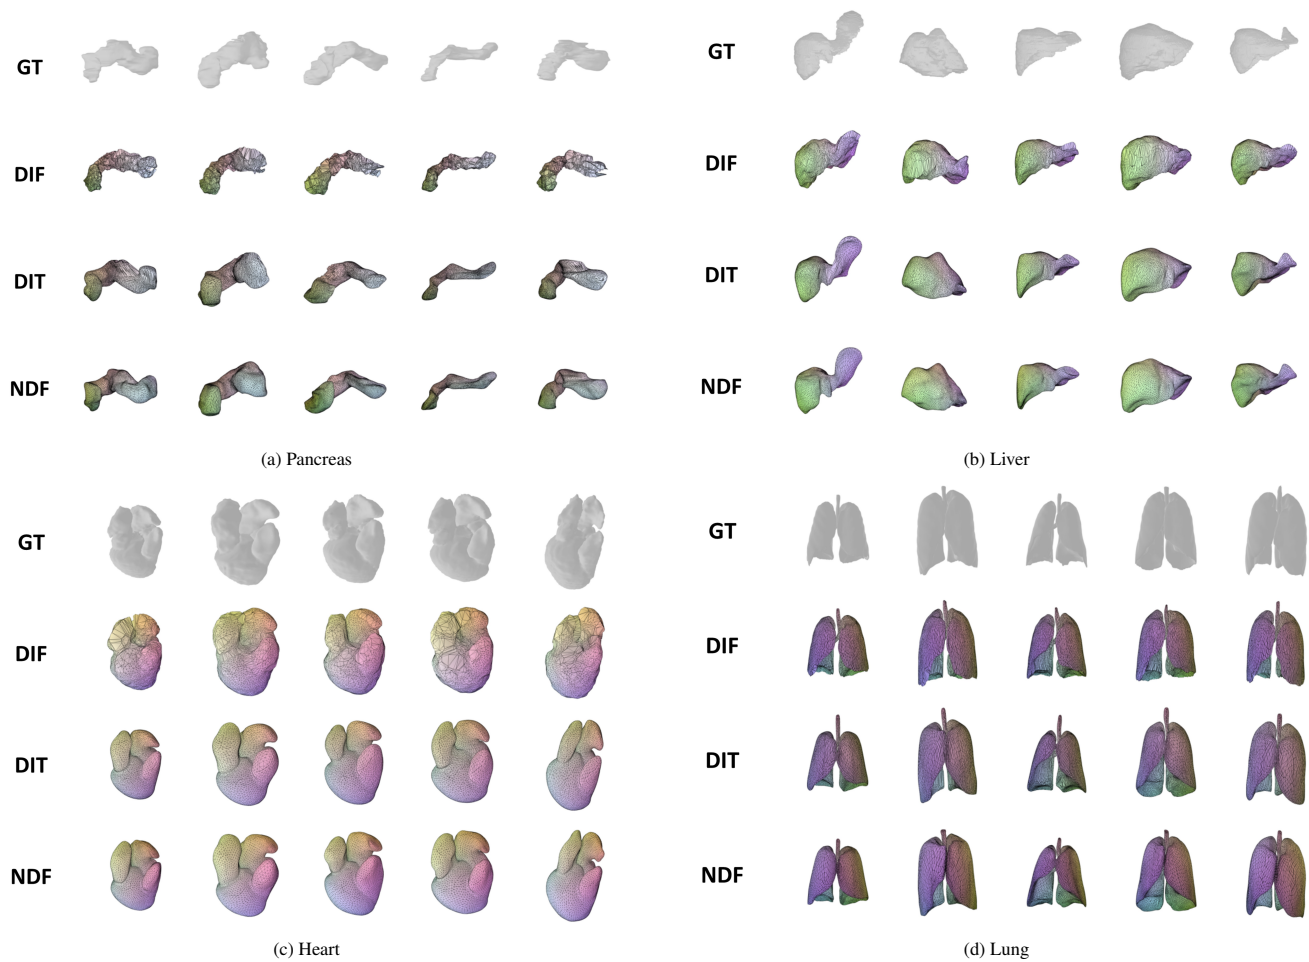 GT
DIF
DIT
NDF
(a) Pancreas
GT
DIF
DIT
NDF
(b) Liver
GT
DIF
DIT
NDF
(c) Heart
GT
DIF
DIT
NDF
(d) Lung